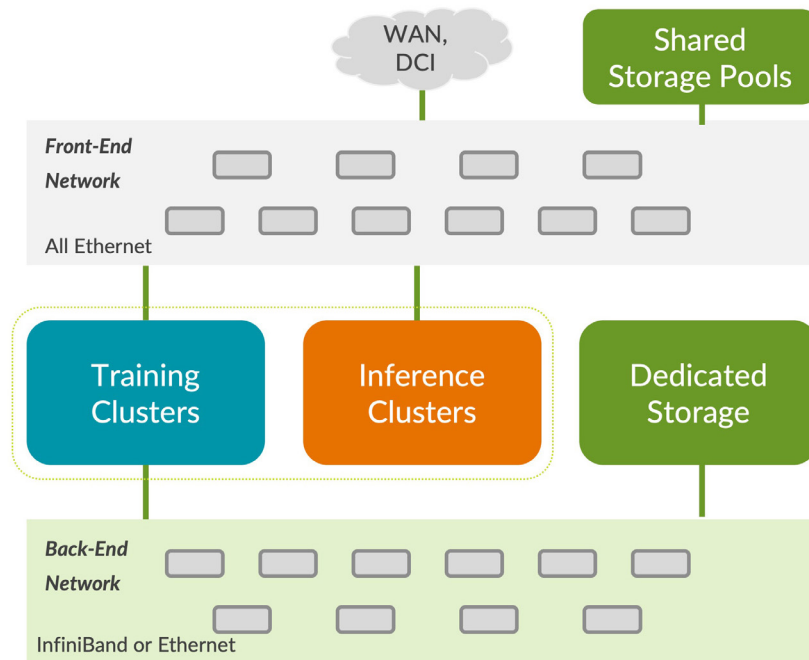 WAN,
DCI
Shared
Storage Pools
Front-End
Network
All Ethernet
Training
Clusters
Inference
Clusters
Dedicated
Storage
Back-End
Network
InfiniBand or Ethernet